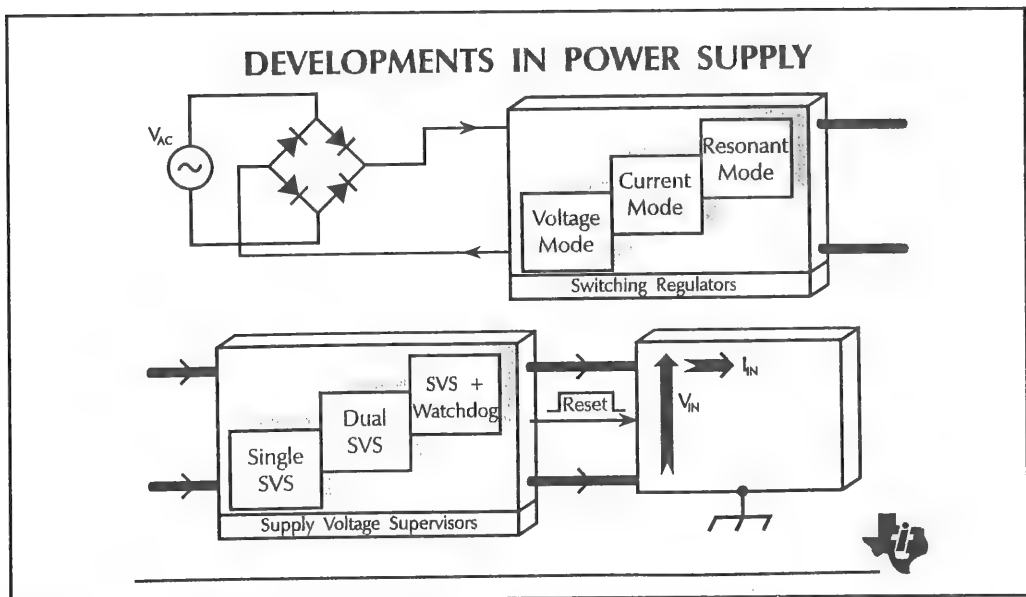 DEVELOPMENTS IN POWER SUPPLY
VAC
Voltage
Mode
Current
Mode
Resonant
Mode
Switching Regulators
Single
SVS
Dual
SVS
SVS +
Watchdog
Supply Voltage Supervisors
Reset
VIN
IIN
ti